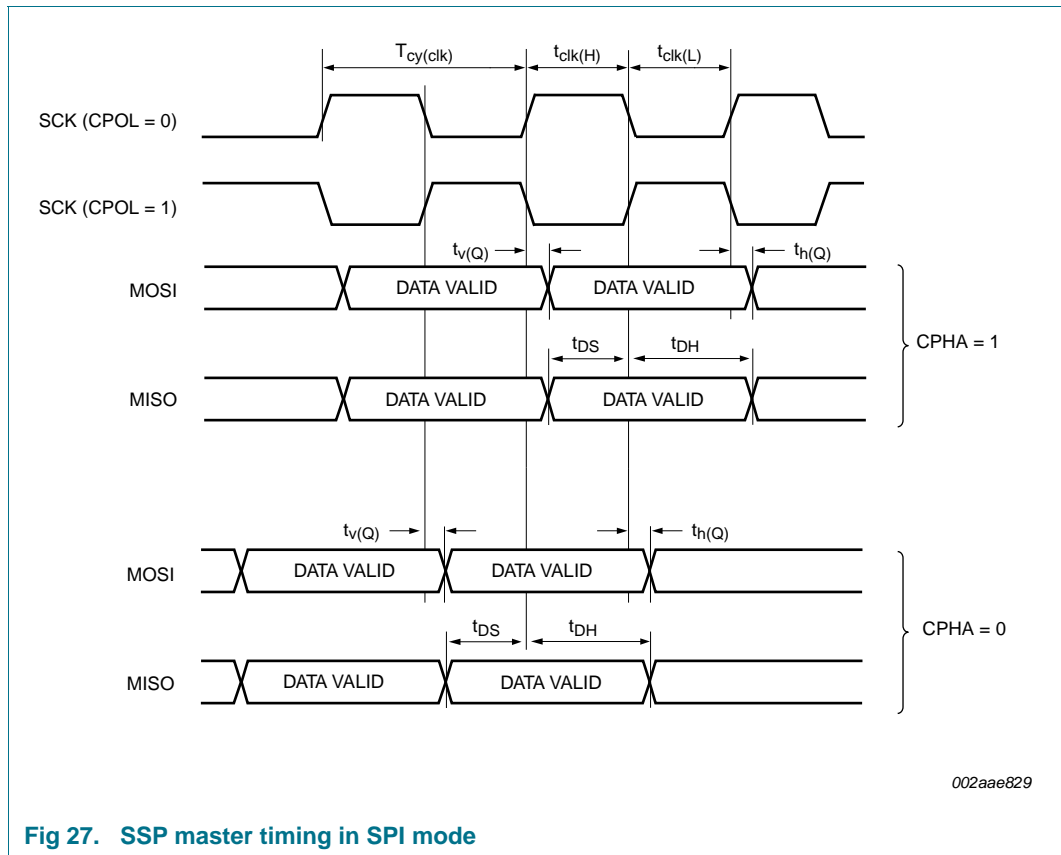 Tcy(clk) tclk(H) tclk(L)
SCK (CPOL = 0)
SCK (CPOL = 1)
tv(Q) th(Q)
MOSI DATA VALID DATA VALID
CPHA = 1
tDS tDH
MISO DATA VALID DATA VALID
tv(Q) th(Q)
MOSI DATA VALID DATA VALID
CPHA = 0
tDS tDH
MISO DATA VALID DATA VALID
002aae829
Fig 27. SSP master timing in SPI mode